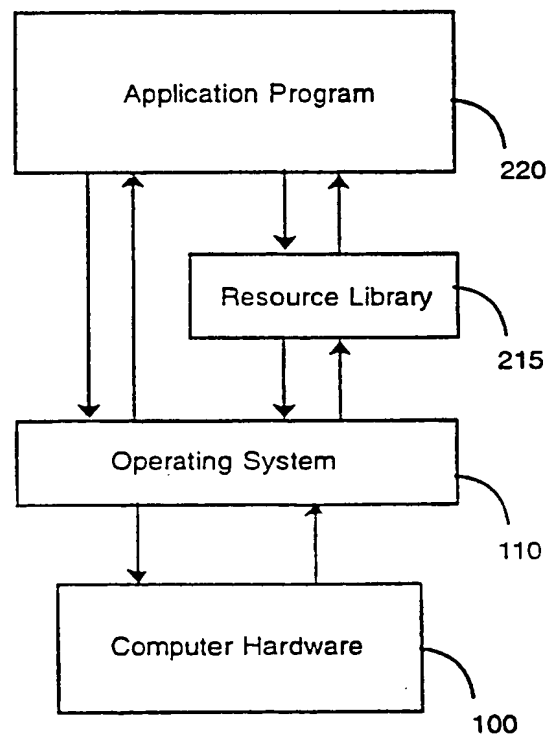 Application Program
220
Resource Library
215
Operating System
110
Computer Hardware
100